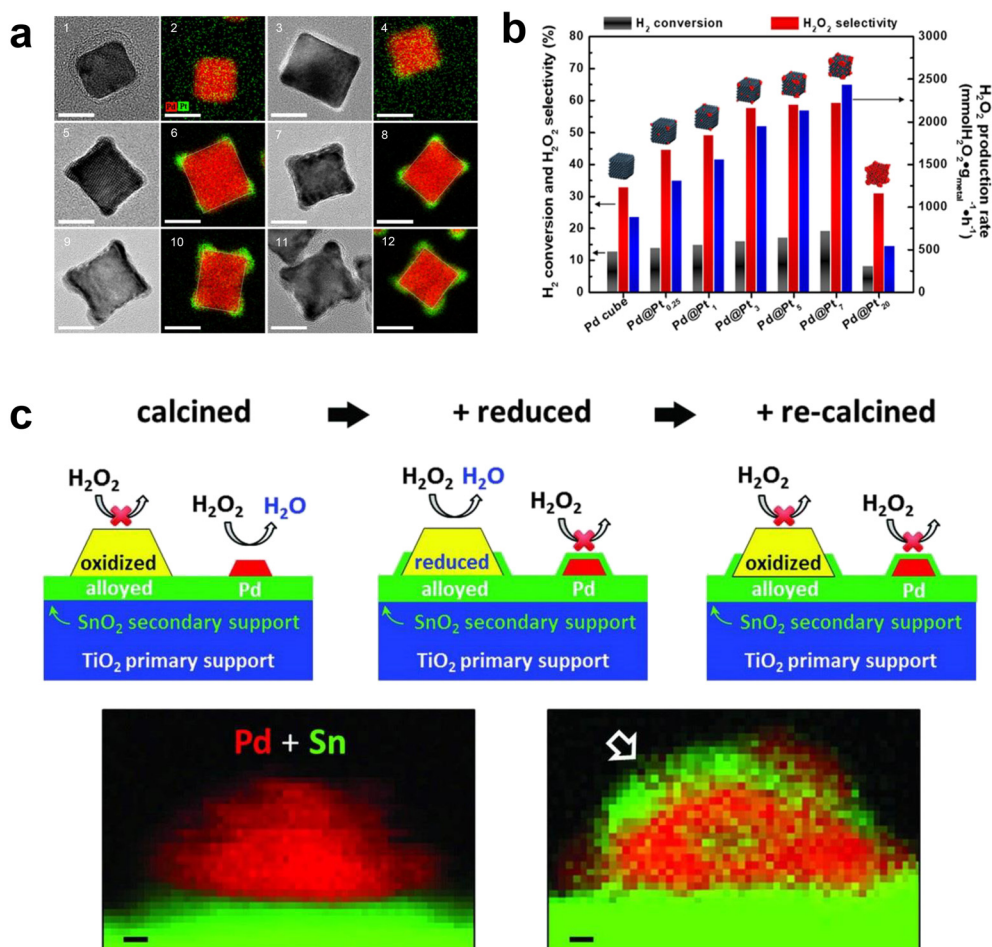 a
1
2
3
4
Pd Pt
5
6
7
8
9
10
11
12
b
H₂ conversion
H₂O₂ selectivity
H₂ conversion and H₂O₂ selectivity (%)
80
70
60
50
40
30
20
10
0
3000
2500
2000
1500
1000
500
0
H₂O₂ production rate
(mmolH₂O₂•g_metal⁻¹•h⁻¹)
Pd cube
Pd@Pt₀.₂₅
Pd@Pt₁
Pd@Pt₃
Pd@Pt₅
Pd@Pt₇
Pd@Pt₂₀
c
calcined
+ reduced
+ re-calcined
H₂O₂
H₂O₂ H₂O
oxidized
alloyed
Pd
SnO₂ secondary support
TiO₂ primary support
H₂O₂ H₂O
H₂O₂
reduced
alloyed
Pd
SnO₂ secondary support
TiO₂ primary support
H₂O₂
H₂O₂
oxidized
alloyed
Pd
SnO₂ secondary support
TiO₂ primary support
Pd + Sn